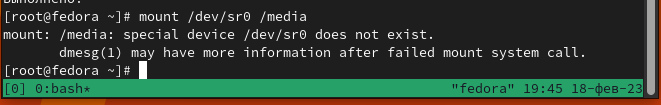 Выполнено.
[root@fedora ~]# mount /dev/sr0 /media
mount: /media: special device /dev/sr0 does not exist.
       dmesg(1) may have more information after failed mount system call.
[root@fedora ~]#
[0] 0:bash*                                          "fedora" 19:45 18-фев-23